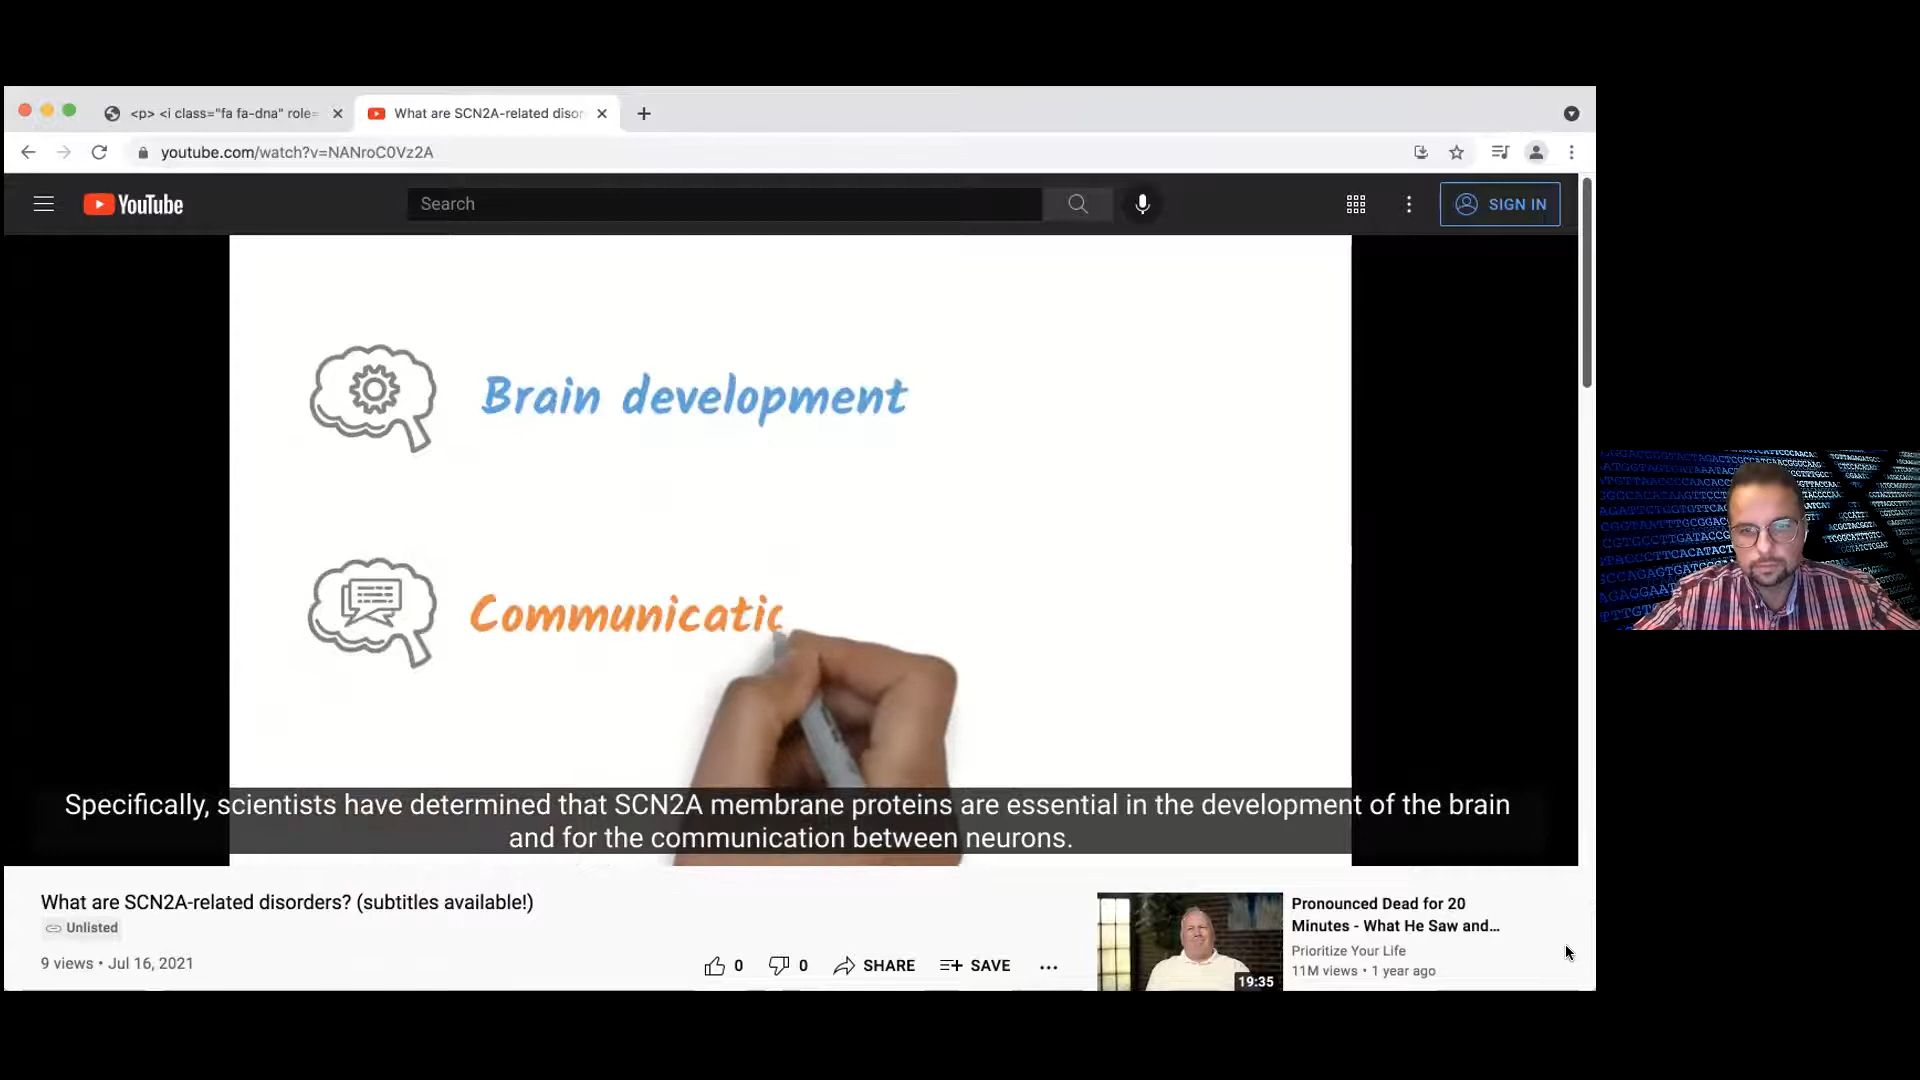 <p> <i class="fa fa-dna" role=
What are SCN2A-related disor
youtube.com/watch?v=NANroC0Vz2A
YouTube
Search
SIGN IN
Brain development
Communicatic
Specifically, scientists have determined that SCN2A membrane proteins are essential in the development of the brain
and for the communication between neurons.
What are SCN2A-related disorders? (subtitles available!)
Unlisted
9 views • Jul 16, 2021
0
0
SHARE
SAVE
19:35
Pronounced Dead for 20
Minutes - What He Saw and...
Prioritize Your Life
11M views • 1 year ago